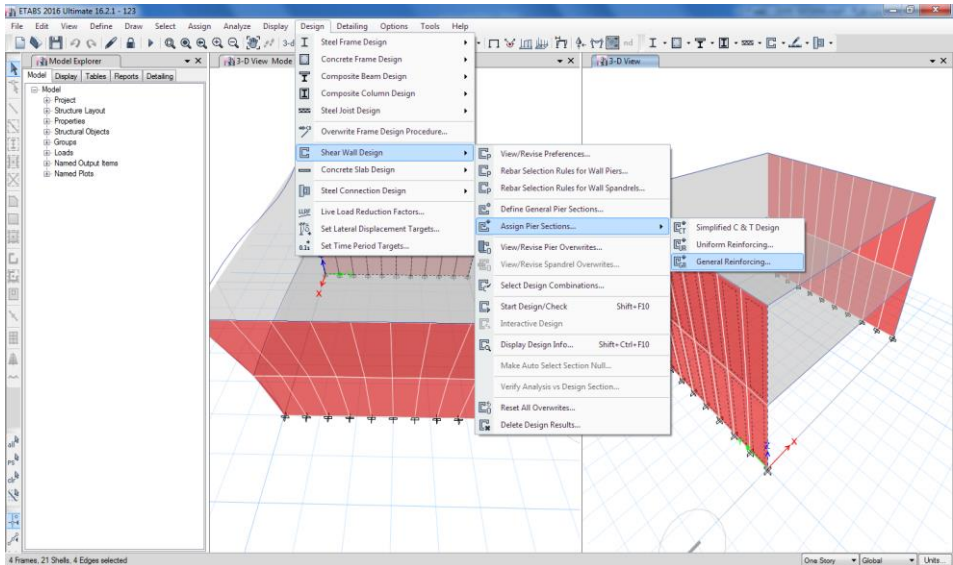 ETABS 2016 Ultimate 16.2.1 - 123
File Edit View Define Draw Select Assign Analyze Display Design Detailing Options Tools Help
3-d
nd
Model Explorer
Model Display Tables Reports Detailing
Model
Project
Structure Layout
Properties
Structural Objects
Groups
Loads
Named Output Items
Named Plots
3-D View Mode
3-D View
Steel Frame Design
Concrete Frame Design
Composite Beam Design
Composite Column Design
Steel Joist Design
Overwrite Frame Design Procedure...
Shear Wall Design
Concrete Slab Design
Steel Connection Design
Live Load Reduction Factors...
Set Lateral Displacement Targets...
Set Time Period Targets...
View/Revise Preferences...
Rebar Selection Rules for Wall Piers...
Rebar Selection Rules for Wall Spandrels...
Define General Pier Sections...
Assign Pier Sections...
View/Revise Pier Overwrites...
View/Revise Spandrel Overwrites...
Select Design Combinations...
Start Design/Check Shift+F10
Interactive Design
Display Design Info... Shift+Ctrl+F10
Make Auto Select Section Null...
Verify Analysis vs Design Section...
Reset All Overwrites...
Delete Design Results...
Simplified C & T Design
Uniform Reinforcing...
General Reinforcing...
X
X
Z
all
PS
clr
4 Frames, 21 Shells, 4 Edges selected
One Story Global Units...